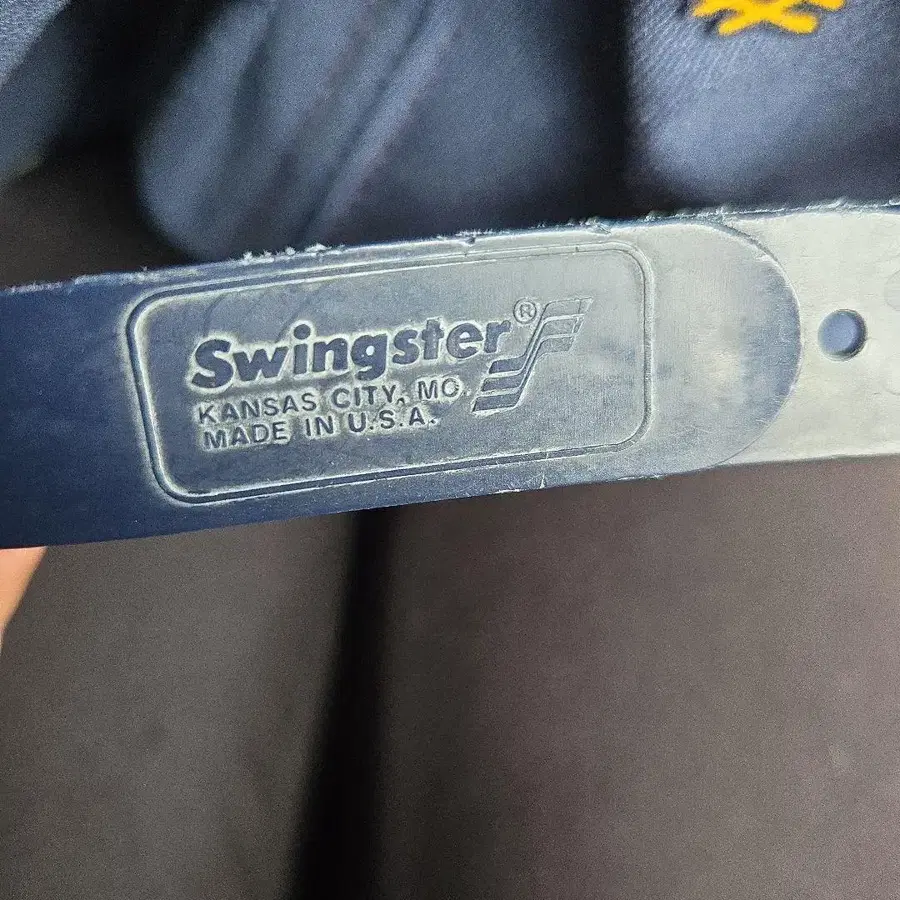 Swingster®
KANSAS CITY, MO.
MADE IN U.S.A.